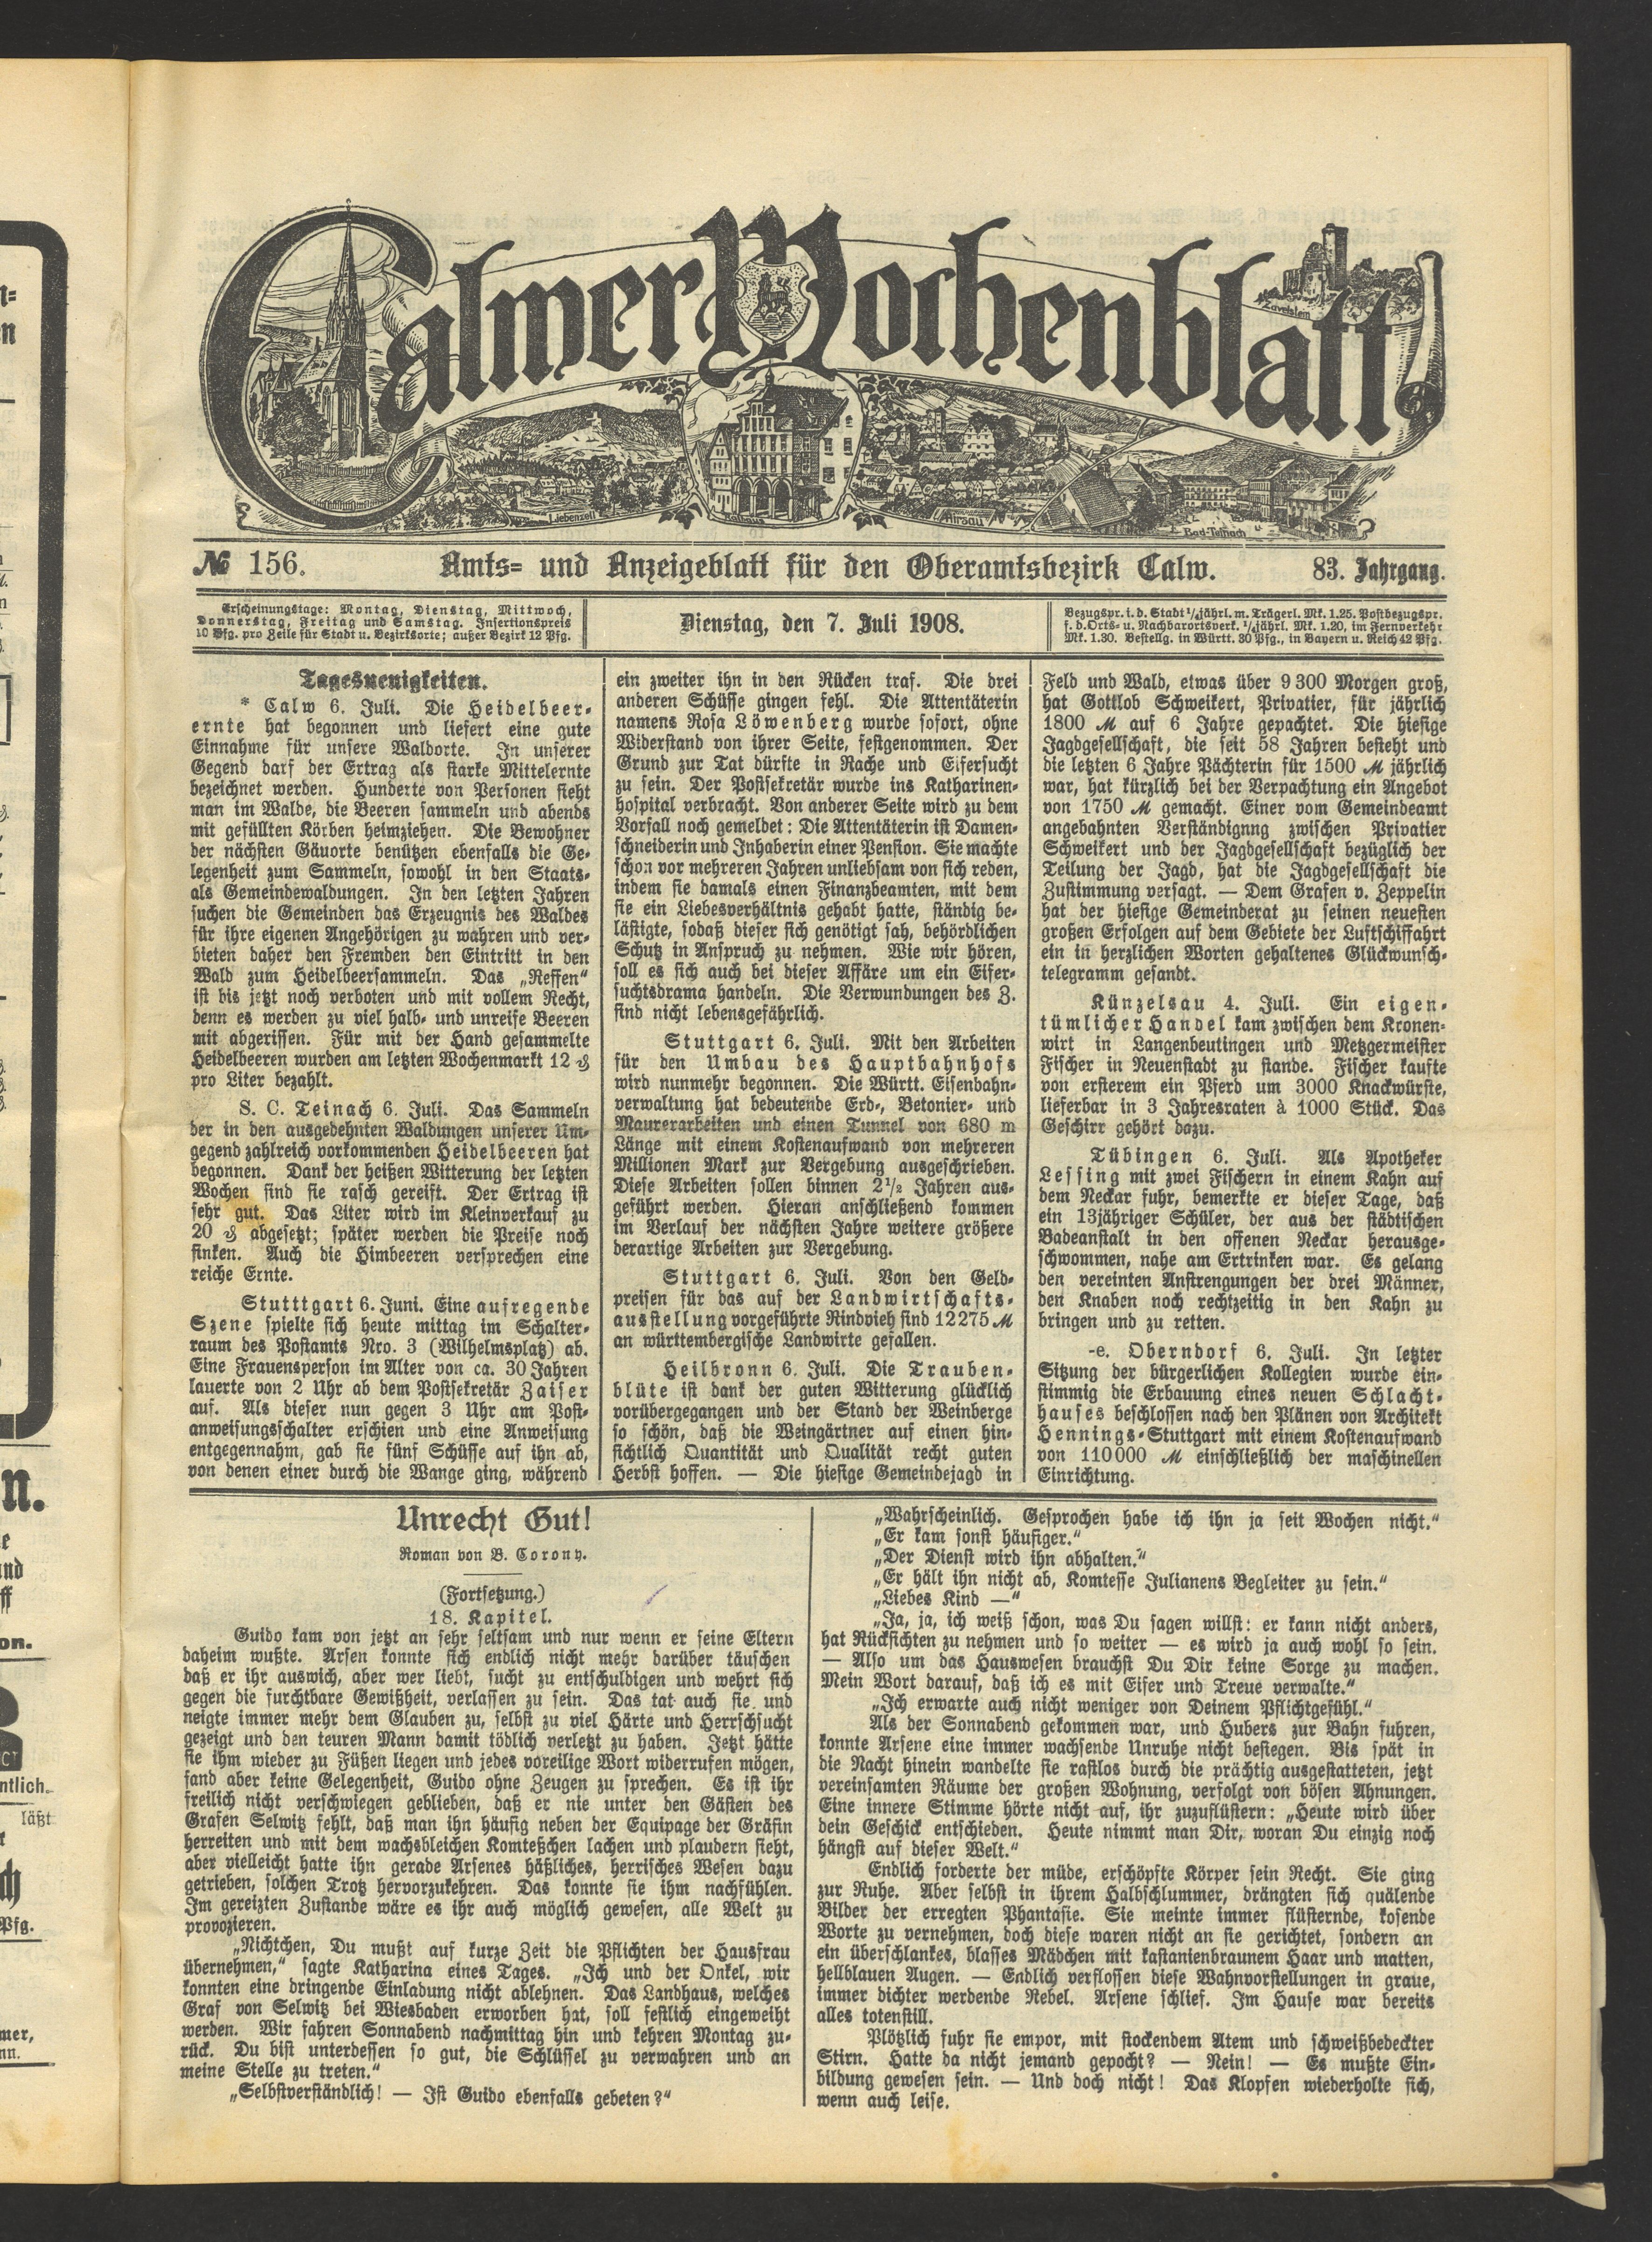 Calwer Wochenblatt
Zavelstein
Liebenzell
Rathaus
Hirsau
Bad-Teinach
№ 156.
Amts- und Anzeigeblatt für den Oberamtsbezirk Calw.
83. Jahrgang.
Erscheinungstage: Montag, Dienstag, Mittwoch,
Donnerstag, Freitag und Samstag. Insertionspreis
10 Pfg. pro Zeile für Stadt u. Bezirksorte; außer Bezirk 12 Pfg.
Dienstag, den 7. Juli 1908.
Bezugspr. i. d. Stadt ¼jährl. m. Trägerl. Mk. 1.25. Postbezugspr.
f. d. Orts- u. Nachbarortsverk. ¼jährl. Mk. 1.20, im Fernverkehr
Mk. 1.30. Bestellg. in Württ. 30 Pfg., in Bayern u. Reich 42 Pfg.
Tagesneuigkeiten.
* Calw 6. Juli. Die Heidelbeer-
ernte hat begonnen und liefert eine gute
Einnahme für unsere Waldorte. In unserer
Gegend darf der Ertrag als starke Mittelernte
bezeichnet werden. Hunderte von Personen sieht
man im Walde, die Beeren sammeln und abends
mit gefüllten Körben heimziehen. Die Bewohner
der nächsten Gäuorte benützen ebenfalls die Ge-
legenheit zum Sammeln, sowohl in den Staats-
als Gemeindewaldungen. In den letzten Jahren
suchen die Gemeinden das Erzeugnis des Waldes
für ihre eigenen Angehörigen zu wahren und ver-
bieten daher den Fremden den Eintritt in den
Wald zum Heidelbeersammeln. Das „Reffen“
ist bis jetzt noch verboten und mit vollem Recht,
denn es werden zu viel halb- und unreife Beeren
mit abgerissen. Für mit der Hand gesammelte
Heidelbeeren wurden am letzten Wochenmarkt 12 ₰
pro Liter bezahlt.
S. C. Teinach 6. Juli. Das Sammeln
der in den ausgedehnten Waldungen unserer Um-
gegend zahlreich vorkommenden Heidelbeeren hat
begonnen. Dank der heißen Witterung der letzten
Wochen sind sie rasch gereift. Der Ertrag ist
sehr gut. Das Liter wird im Kleinverkauf zu
20 ₰ abgesetzt; später werden die Preise noch
sinken. Auch die Himbeeren versprechen eine
reiche Ernte.
Stutttgart 6. Juni. Eine aufregende
Szene spielte sich heute mittag im Schalter-
raum des Postamts Nro. 3 (Wilhelmsplatz) ab.
Eine Frauensperson im Alter von ca. 30 Jahren
lauerte von 2 Uhr ab dem Postsekretär Zaiser
auf. Als dieser nun gegen 3 Uhr am Post-
anweisungsschalter erschien und eine Anweisung
entgegennahm, gab sie fünf Schüsse auf ihn ab,
von denen einer durch die Wange ging, während
ein zweiter ihn in den Rücken traf. Die drei
anderen Schüsse gingen fehl. Die Attentäterin
namens Rosa Löwenberg wurde sofort, ohne
Widerstand von ihrer Seite, festgenommen. Der
Grund zur Tat dürfte in Rache und Eifersucht
zu sein. Der Postsekretär wurde ins Katharinen-
hospital verbracht. Von anderer Seite wird zu dem
Vorfall noch gemeldet: Die Attentäterin ist Damen-
schneiderin und Inhaberin einer Pension. Sie machte
schon vor mehreren Jahren unliebsam von sich reden,
indem sie damals einen Finanzbeamten, mit dem
sie ein Liebesverhältnis gehabt hatte, ständig be-
lästigte, sodaß dieser sich genötigt sah, behördlichen
Schutz in Anspruch zu nehmen. Wie wir hören,
soll es sich auch bei dieser Affäre um ein Eifer-
suchtsdrama handeln. Die Verwundungen des Z.
sind nicht lebensgefährlich.
Stuttgart 6. Juli. Mit den Arbeiten
für den Umbau des Hauptbahnhofs
wird nunmehr begonnen. Die Württ. Eisenbahn-
verwaltung hat bedeutende Erd-, Betonier- und
Maurerarbeiten und einen Tunnel von 680 m
Länge mit einem Kostenaufwand von mehreren
Millionen Mark zur Vergebung ausgeschrieben.
Diese Arbeiten sollen binnen 2½ Jahren aus-
geführt werden. Hieran anschließend kommen
im Verlauf der nächsten Jahre weitere größere
derartige Arbeiten zur Vergebung.
Stuttgart 6. Juli. Von den Geld-
preisen für das auf der Landwirtschafts-
ausstellung vorgeführte Rindvieh sind 12275 ℳ
an württembergische Landwirte gefallen.
Heilbronn 6. Juli. Die Trauben-
blüte ist dank der guten Witterung glücklich
vorübergegangen und der Stand der Weinberge
so schön, daß die Weingärtner auf einen hin-
sichtlich Quantität und Qualität recht guten
Herbst hoffen. — Die hiesige Gemeindejagd in
Feld und Wald, etwas über 9300 Morgen groß,
hat Gottlob Schweikert, Privatier, für jährlich
1800 ℳ auf 6 Jahre gepachtet. Die hiesige
Jagdgesellschaft, die seit 58 Jahren besteht und
die letzten 6 Jahre Pächterin für 1500 ℳ jährlich
war, hat kürzlich bei der Verpachtung ein Angebot
von 1750 ℳ gemacht. Einer vom Gemeindeamt
angebahnten Verständignng zwischen Privatier
Schweikert und der Jagdgesellschaft bezüglich der
Teilung der Jagd, hat die Jagdgesellschaft die
Zustimmung versagt. — Dem Grafen v. Zeppelin
hat der hiesige Gemeinderat zu seinen neuesten
großen Erfolgen auf dem Gebiete der Luftschiffahrt
ein in herzlichen Worten gehaltenes Glückwunsch-
telegramm gesandt.
Künzelsau 4. Juli. Ein eigen-
tümlicher Handel kam zwischen dem Kronen-
wirt in Langenbeutingen und Metzgermeister
Fischer in Neuenstadt zu stande. Fischer kaufte
von ersterem ein Pferd um 3000 Knackwürste,
lieferbar in 3 Jahresraten à 1000 Stück. Das
Geschirr gehört dazu.
Tübingen 6. Juli. Als Apotheker
Lessing mit zwei Fischern in einem Kahn auf
dem Neckar fuhr, bemerkte er dieser Tage, daß
ein 13jähriger Schüler, der aus der städtischen
Badeanstalt in den offenen Neckar herausge-
schwommen, nahe am Ertrinken war. Es gelang
den vereinten Anstrengungen der drei Männer,
den Knaben noch rechtzeitig in den Kahn zu
bringen und zu retten.
-e. Oberndorf 6. Juli. In letzter
Sitzung der bürgerlichen Kollegien wurde ein-
stimmig die Erbauung eines neuen Schlacht-
hauses beschlossen nach den Plänen von Architekt
Hennings-Stuttgart mit einem Kostenaufwand
von 110000 ℳ einschließlich der maschinellen
Einrichtung.
Unrecht Gut!
Roman von B. Corony.
(Fortsetzung.)
18. Kapitel.
Guido kam von jetzt an sehr seltsam und nur wenn er seine Eltern
daheim wußte. Arsen konnte sich endlich nicht mehr darüber täuschen
daß er ihr auswich, aber wer liebt, sucht zu entschuldigen und wehrt sich
gegen die furchtbare Gewißheit, verlassen zu sein. Das tat auch sie und
neigte immer mehr dem Glauben zu, selbst zu viel Härte und Herrschsucht
gezeigt und den teuren Mann damit tödlich verletzt zu haben. Jetzt hätte
sie ihm wieder zu Füßen liegen und jedes voreilige Wort widerrufen mögen,
fand aber keine Gelegenheit, Guido ohne Zeugen zu sprechen. Es ist ihr
freilich nicht verschwiegen geblieben, daß er nie unter den Gästen des
Grafen Selwitz fehlt, daß man ihn häufig neben der Equipage der Gräfin
herreiten und mit dem wachsbleichen Komteßchen lachen und plaudern sieht,
aber vielleicht hatte ihn gerade Arsenes häßliches, herrisches Wesen dazu
getrieben, solchen Trotz hervorzukehren. Das konnte sie ihm nachfühlen.
Im gereizten Zustande wäre es ihr auch möglich gewesen, alle Welt zu
provozieren.
„Nichtchen, Du mußt auf kurze Zeit die Pflichten der Hausfrau
übernehmen,“ sagte Katharina eines Tages. „Ich und der Onkel, wir
konnten eine dringende Einladung nicht ablehnen. Das Landhaus, welches
Graf von Selwitz bei Wiesbaden erworben hat, soll festlich eingeweiht
werden. Wir fahren Sonnabend nachmittag hin und kehren Montag zu-
rück. Du bist unterdessen so gut, die Schlüssel zu verwahren und an
meine Stelle zu treten.“
„Selbstverständlich! — Ist Guido ebenfalls gebeten?“
„Wahrscheinlich. Gesprochen habe ich ihn ja seit Wochen nicht.“
„Er kam sonst häufiger.“
„Der Dienst wird ihn abhalten.“
„Er hält ihn nicht ab, Komtesse Julianens Begleiter zu sein.“
„Liebes Kind —“
„Ja, ja, ich weiß schon, was Du sagen willst: er kann nicht anders,
hat Rücksichten zu nehmen und so weiter — es wird ja auch wohl so sein.
— Also um das Hauswesen brauchst Du Dir keine Sorge zu machen.
Mein Wort darauf, daß ich es mit Eifer und Treue verwalte.“
„Ich erwarte auch nicht weniger von Deinem Pflichtgefühl.“
Als der Sonnabend gekommen war, und Hubers zur Bahn fuhren,
konnte Arsene eine immer wachsende Unruhe nicht besiegen. Bis spät in
die Nacht hinein wandelte sie rastlos durch die prächtig ausgestatteten, jetzt
vereinsamten Räume der großen Wohnung, verfolgt von bösen Ahnungen.
Eine innere Stimme hörte nicht auf, ihr zuzuflüstern: „Heute wird über
dein Geschick entschieden. Heute nimmt man Dir, woran Du einzig noch
hängst auf dieser Welt.“
Endlich forderte der müde, erschöpfte Körper sein Recht. Sie ging
zur Ruhe. Aber selbst in ihrem Halbschlummer, drängten sich quälende
Bilder der erregten Phantasie. Sie meinte immer flüsternde, kosende
Worte zu vernehmen, doch diese waren nicht an sie gerichtet, sondern an
ein überschlankes, blasses Mädchen mit kastanienbraunem Haar und matten,
hellblauen Augen. — Endlich verflossen diese Wahnvorstellungen in graue,
immer dichter werdende Nebel. Arsene schlief. Im Hause war bereits
alles totenstill.
Plötzlich fuhr sie empor, mit stockendem Atem und schweißbedeckter
Stirn. Hatte da nicht jemand gepocht? — Nein! — Es mußte Ein-
bildung gewesen sein. — Und doch nicht! Das Klopfen wiederholte sich,
wenn auch leise.